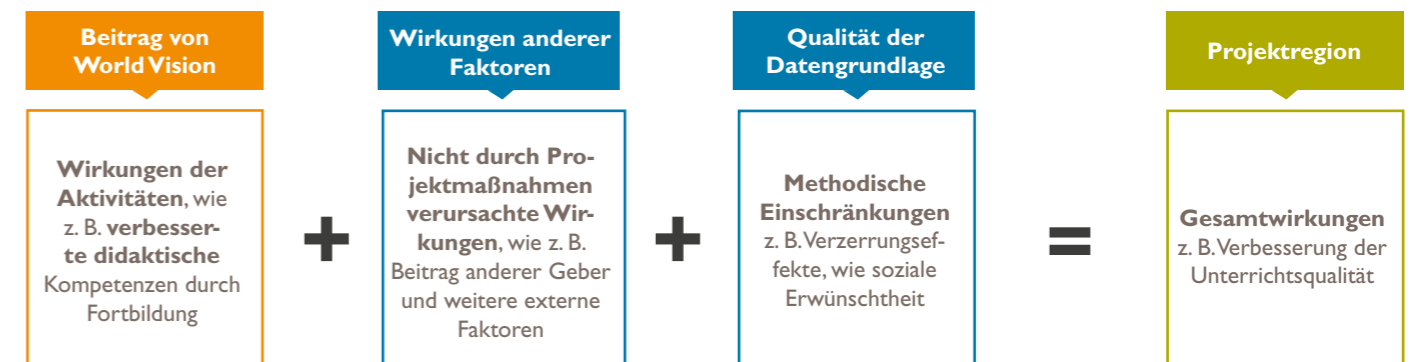 Beitrag von
World Vision
Wirkungen der
Aktivitäten, wie
z. B. verbesser-
te didaktische
Kompetenzen durch
Fortbildung
+
Wirkungen anderer
Faktoren
Nicht durch Pro-
jektmaßnahmen
verursachte Wir-
kungen, wie z. B.
Beitrag anderer Geber
und weitere externe
Faktoren
+
Qualität der
Datengrundlage
Methodische
Einschränkungen
z. B. Verzerrungsef-
fekte, wie soziale
Erwünschtheit
=
Projektregion
Gesamtwirkungen
z. B. Verbesserung der
Unterrichtsqualität